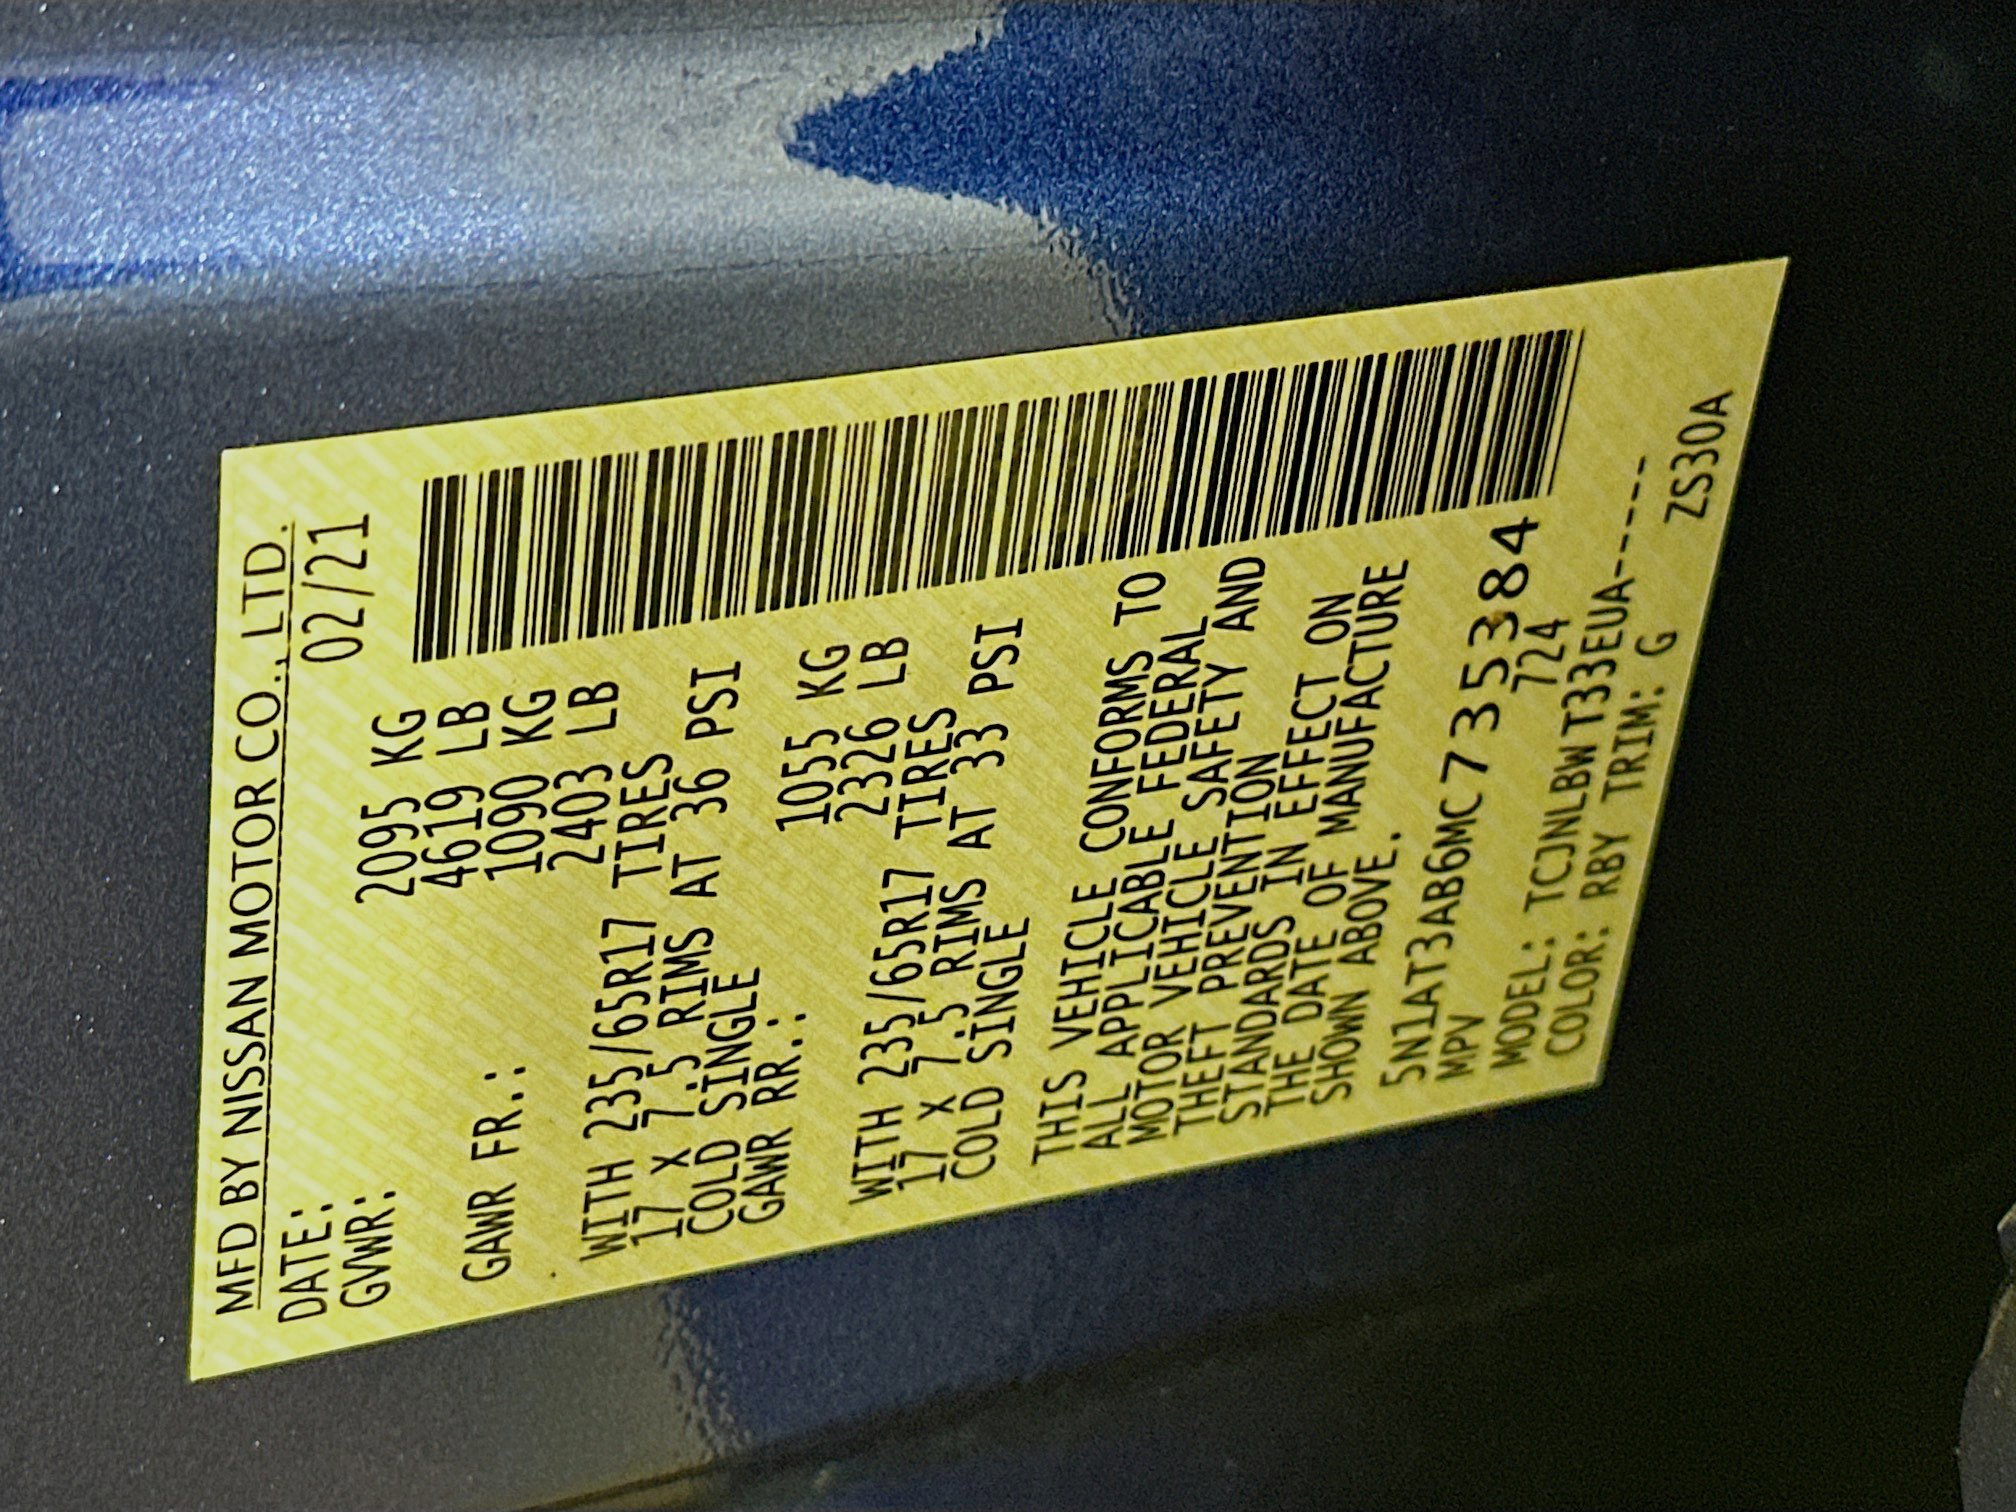 MFD BY NISSAN MOTOR CO., LTD.
DATE: 02/21
GVWR: 2095 KG
4619 LB
GAWR FR.: 1090 KG
2403 LB
WITH 235/65R17 TIRES
17 X 7.5 RIMS AT 36 PSI
COLD SINGLE
GAWR RR.: 1055 KG
2326 LB
WITH 235/65R17 TIRES
17 X 7.5 RIMS AT 33 PSI
COLD SINGLE
THIS VEHICLE CONFORMS TO
ALL APPLICABLE FEDERAL
MOTOR VEHICLE SAFETY AND
THEFT PREVENTION
STANDARDS IN EFFECT ON
THE DATE OF MANUFACTURE
SHOWN ABOVE.
5N1AT3AB6MC735384
MPV 724
MODEL: TCJNLBWT33EUA------
COLOR: RBY TRIM: G
ZS30A